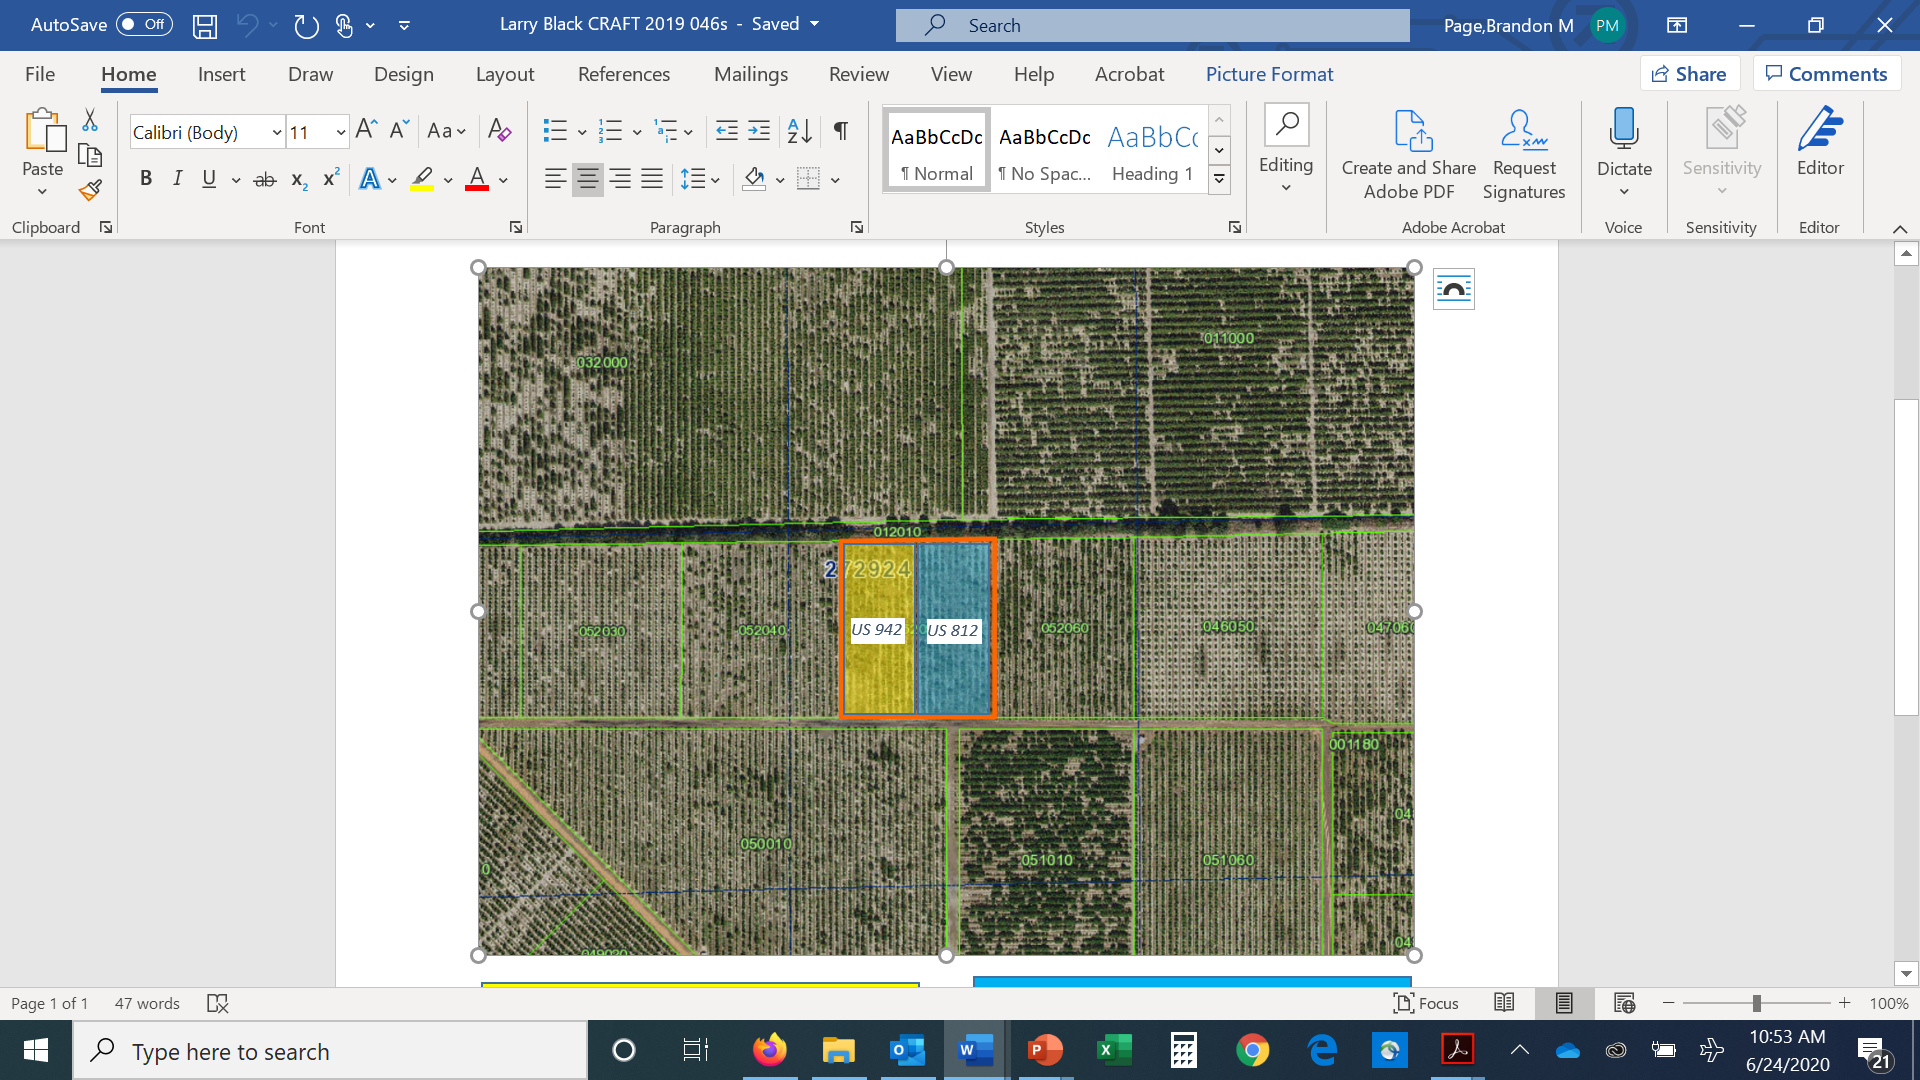 AutoSave Off
Larry Black CRAFT 2019 046s - Saved
Search
Page,Brandon M PM
File Home Insert Draw Design Layout References Mailings Review View Help Acrobat Picture Format Share Comments
Paste
Clipboard
Calibri (Body) 11
Font
Paragraph
AaBbCcDc AaBbCcDc AaBbCc
¶ Normal ¶ No Spac... Heading 1
Styles
Editing
Create and Share
Adobe PDF
Request
Signatures
Adobe Acrobat
Dictate
Voice
Sensitivity
Sensitivity
Editor
Editor
032000
011000
012010
272924
052030
052040
US 942
US 812
052060
046050
001180
050010
051010
051060
Page 1 of 1 47 words
Focus
100%
Type here to search
10:53 AM
6/24/2020
21